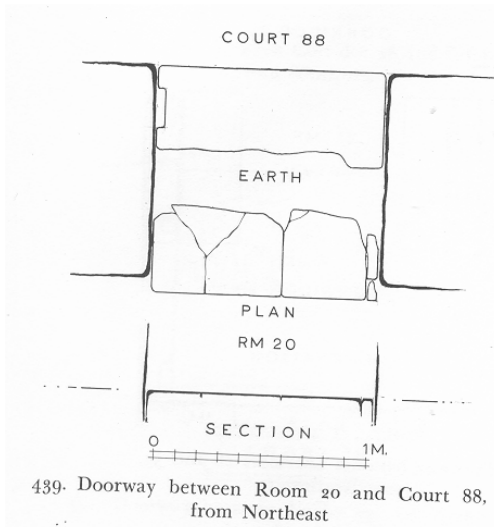 COURT 88
EARTH
PLAN
RM 20
SECTION
0 1M.
439. Doorway between Room 20 and Court 88,
from Northeast